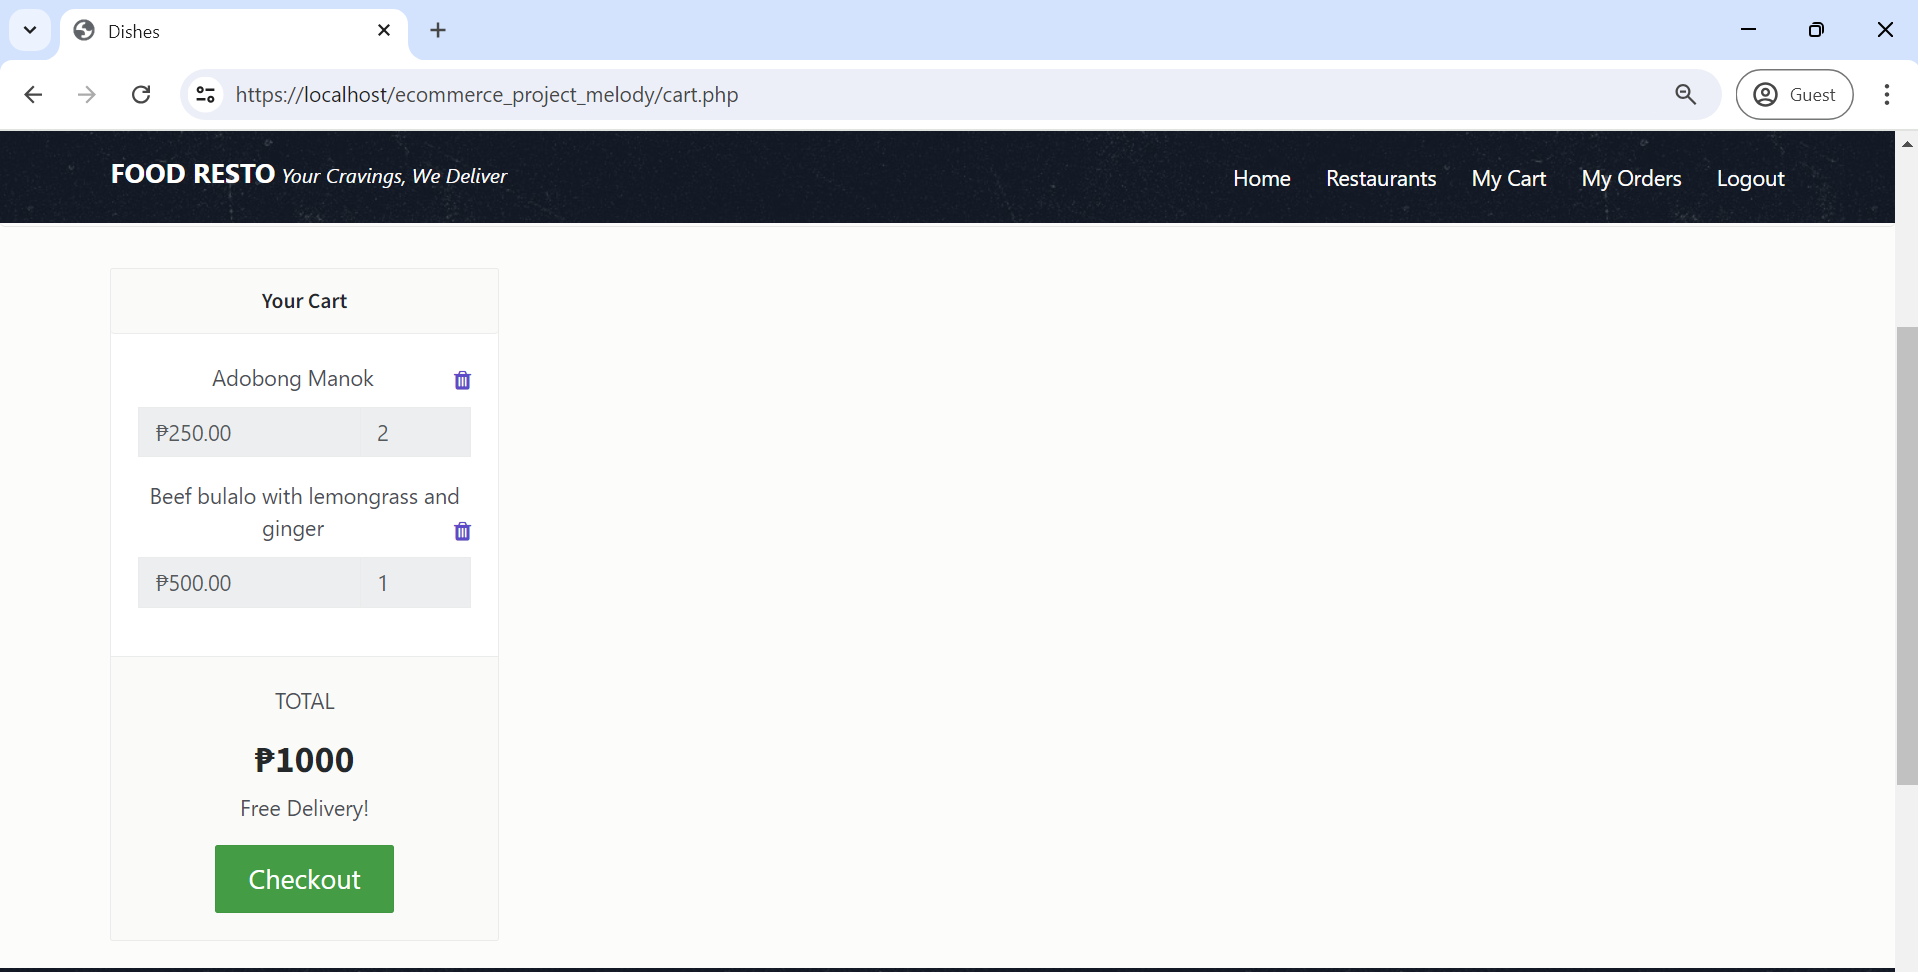 Dishes
https://localhost/ecommerce_project_melody/cart.php
Guest
FOOD RESTO Your Cravings, We Deliver
Home Restaurants My Cart My Orders Logout
Your Cart
Adobong Manok
₱250.00 2
Beef bulalo with lemongrass and
ginger
₱500.00 1
TOTAL
₱1000
Free Delivery!
Checkout